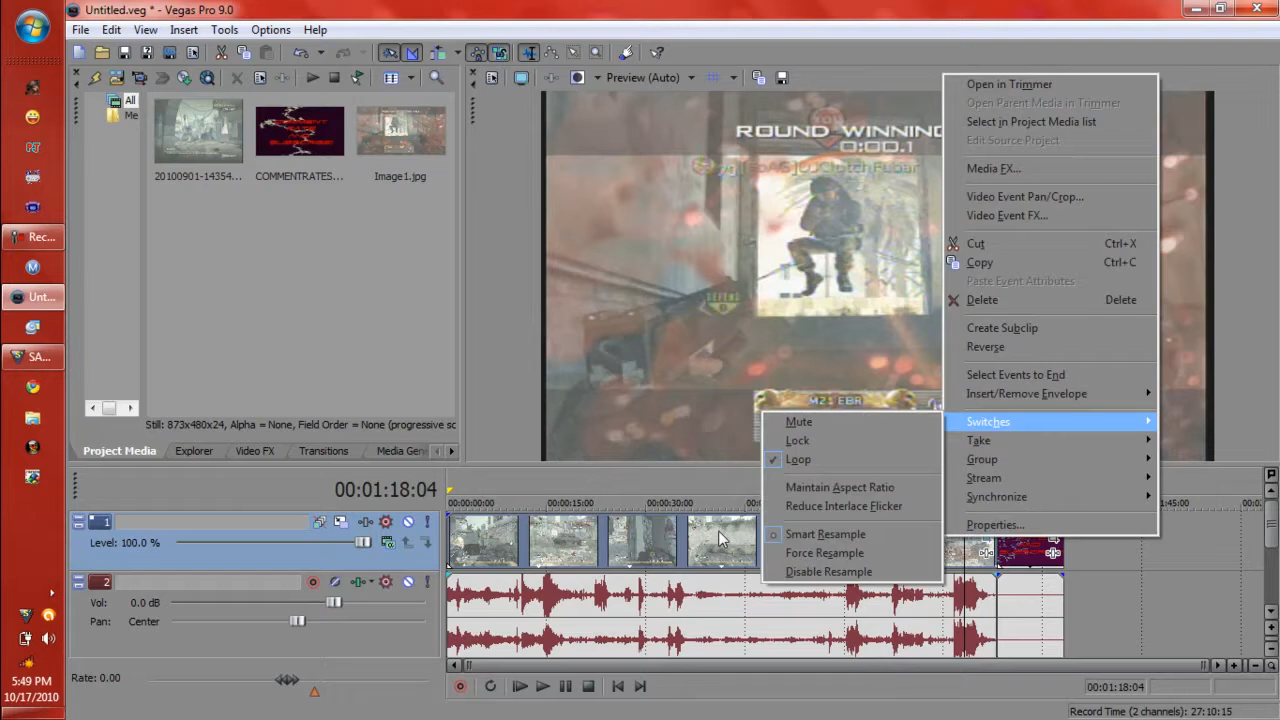 Untitled.veg * - Vegas Pro 9.0
File Edit View Insert Tools Options Help
Preview (Auto)
All
Me
20100901-14354...
COMMENTRATES...
Image1.jpg
Still: 873x480x24, Alpha = None, Field Order = None (progressive sc
Project Media
Explorer
Video FX
Transitions
Media Gen
ROUND WINNING
0:00.1
M21 EBR
Open in Trimmer
Open Parent Media in Trimmer
Select in Project Media list
Edit Source Project
Media FX...
Video Event Pan/Crop...
Video Event FX...
Cut Ctrl+X
Copy Ctrl+C
Paste Event Attributes
Delete Delete
Create Subclip
Reverse
Select Events to End
Insert/Remove Envelope
Switches
Take
Group
Stream
Synchronize
Properties...
Mute
Lock
Loop
Maintain Aspect Ratio
Reduce Interlace Flicker
Smart Resample
Force Resample
Disable Resample
00:01:18:04
00:00:00:00
00:00:15:00
00:00:30:00
1
Level: 100.0 %
2
Vol: 0.0 dB
Pan: Center
Rate: 0.00
00:01:18:04
Record Time (2 channels): 27:10:15
Rec...
Unt...
SA...
5:49 PM
10/17/2010